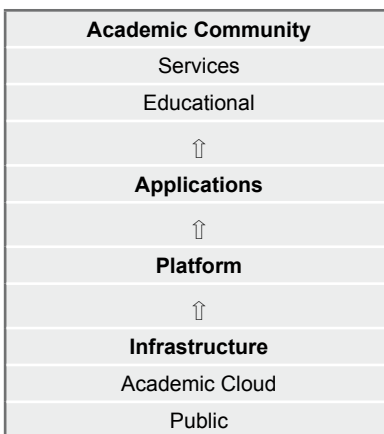 Academic Community
Services
Educational
⇧
Applications
⇧
Platform
⇧
Infrastructure
Academic Cloud
Public